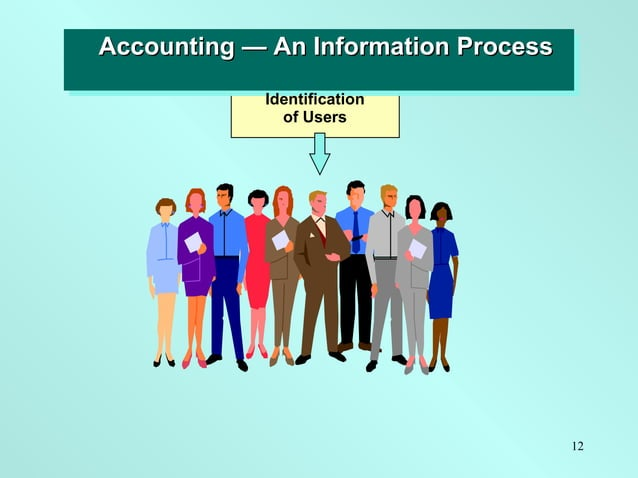 Accounting — An Information Process
Identification
of Users
12